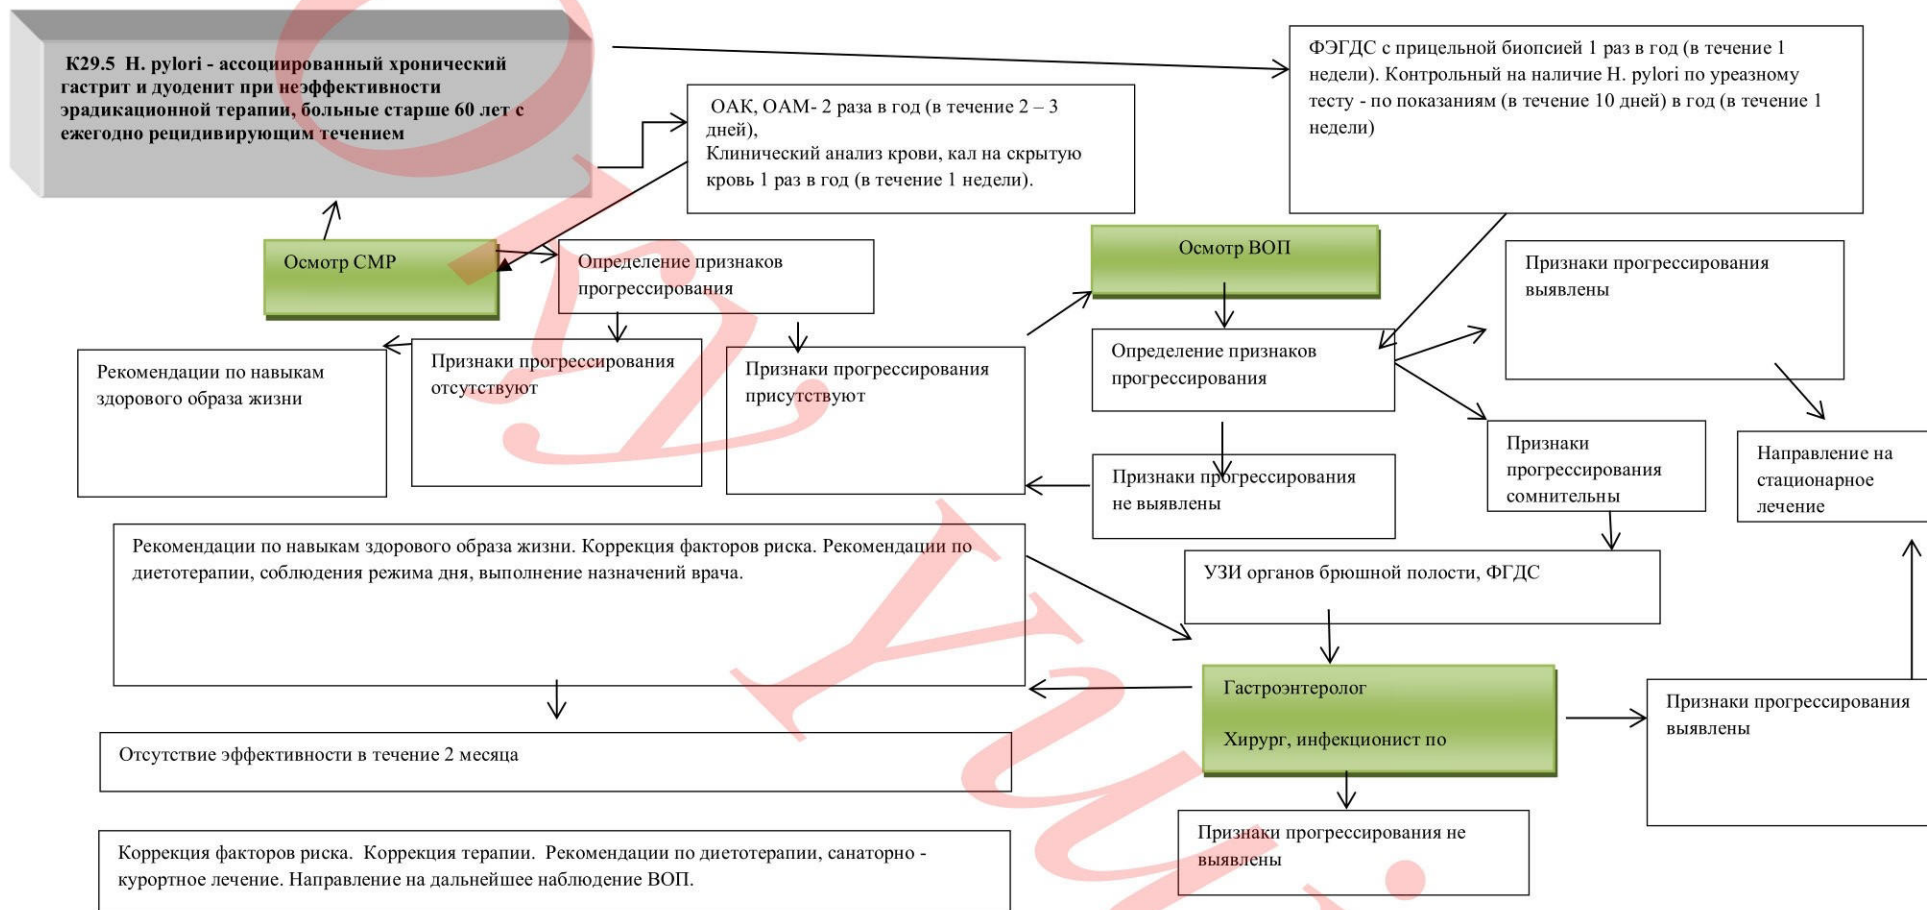 К29.5 H. pylori - ассоциированный хронический
гастрит и дуоденит при неэффективности
эрадикационной терапии, больные старше 60 лет с
ежегодно рецидивирующим течением
ОАК, ОАМ- 2 раза в год (в течение 2 – 3
дней),
Клинический анализ крови, кал на скрытую
кровь 1 раз в год (в течение 1 недели).
ФЭГДС с прицельной биопсией 1 раз в год (в течение 1
недели). Контрольный на наличие H. pylori по уреазному
тесту - по показаниям (в течение 10 дней) в год (в течение 1
недели)
Осмотр СМР
Определение признаков
прогрессирования
Осмотр ВОП
Признаки прогрессирования
выявлены
Рекомендации по навыкам
здорового образа жизни
Признаки прогрессирования
отсутствуют
Признаки прогрессирования
присутствуют
Определение признаков
прогрессирования
Признаки прогрессирования
не выявлены
Признаки
прогрессирования
сомнительны
Направление на
стационарное
лечение
Рекомендации по навыкам здорового образа жизни. Коррекция факторов риска. Рекомендации по
диетотерапии, соблюдения режима дня, выполнение назначений врача.
УЗИ органов брюшной полости, ФГДС
Гастроэнтеролог
Хирург, инфекционист по
Признаки прогрессирования
выявлены
Отсутствие эффективности в течение 2 месяца
Признаки прогрессирования не
выявлены
Коррекция факторов риска. Коррекция терапии. Рекомендации по диетотерапии, санаторно -
курортное лечение. Направление на дальнейшее наблюдение ВОП.